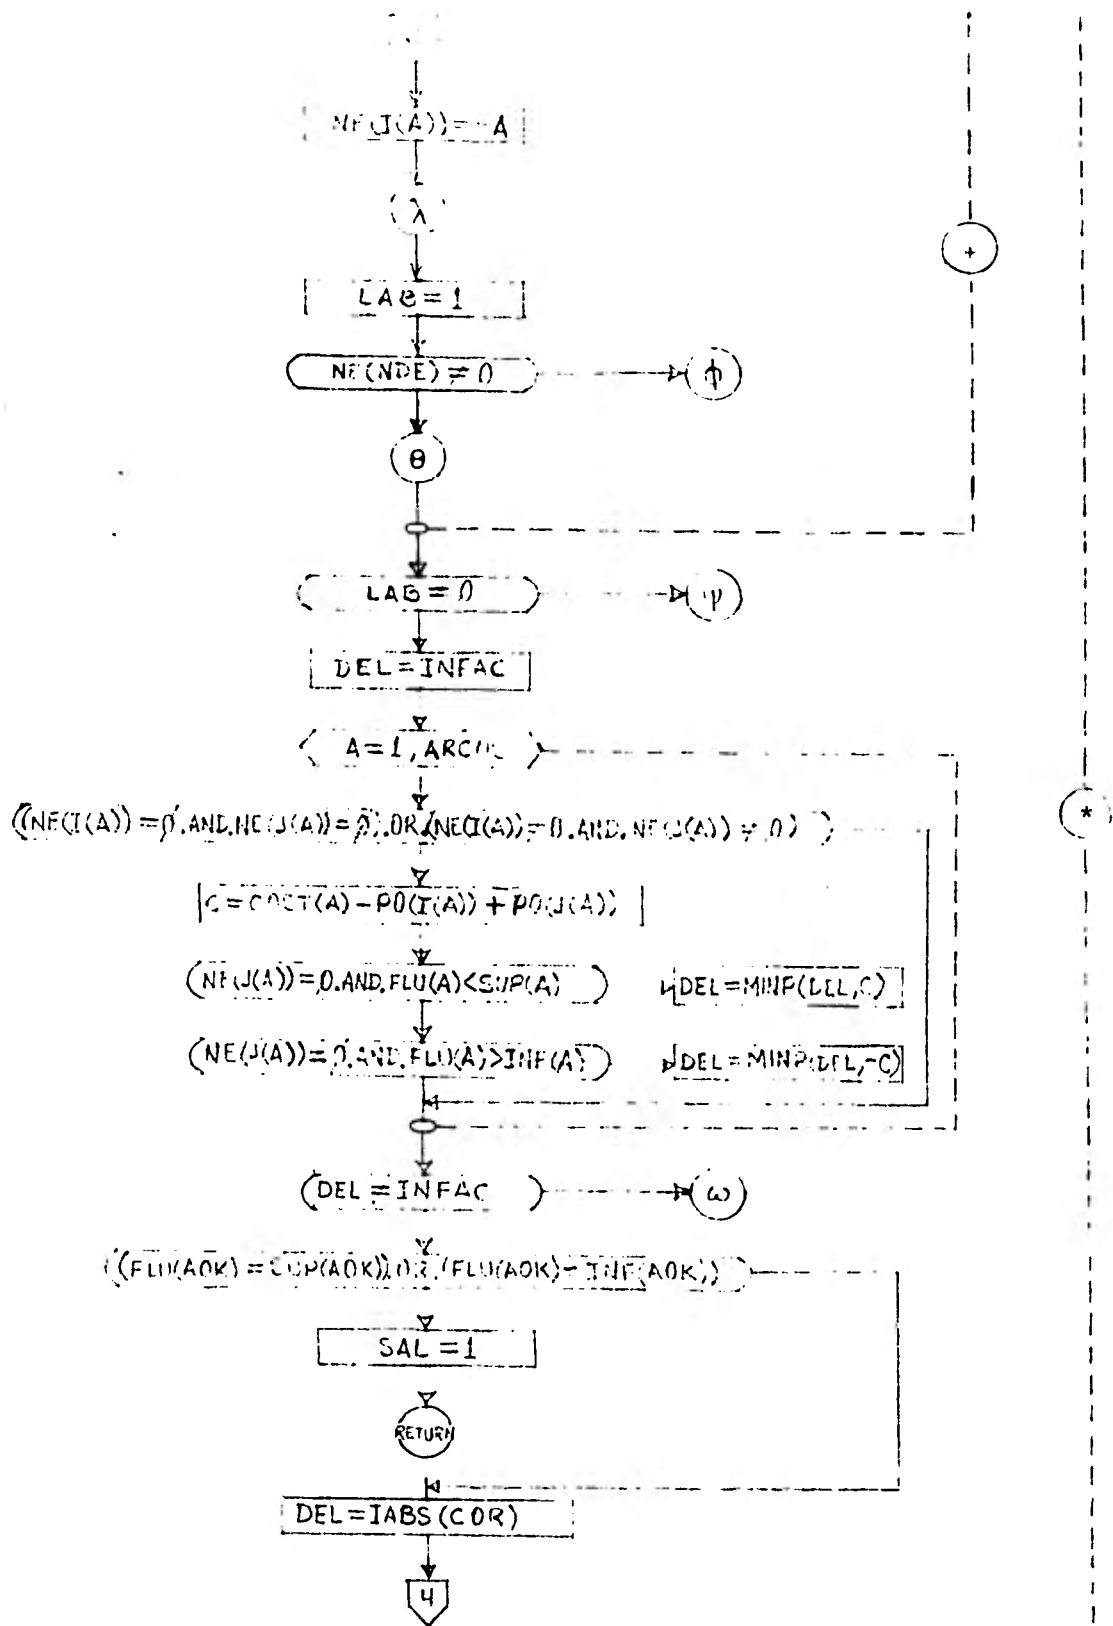 NE(I(A))=-A
λ
+
LAB=1
NE(NDE)≠0
ϕ
θ
LAB=0
ψ
DEL=INFAC
A=1,ARCOS
((NE(I(A))=0.AND.NE(J(A))=0).OR.(NE(I(A))≠0.AND.NE(J(A))≠0))
*
C=COST(A)-PO(I(A))+PO(J(A))
(NE(J(A))=0.AND.FLU(A)<SUP(A)
DEL=MINP(DEL,C)
(NE(J(A))=0.AND.FLU(A)>INF(A)
DEL=MINP(DEL,-C)
DEL=INFAC
ω
((FLU(AOK)=SUP(AOK)).OR.(FLU(AOK)=INF(AOK))
SAL=1
RETURN
DEL=IABS(COR)
4